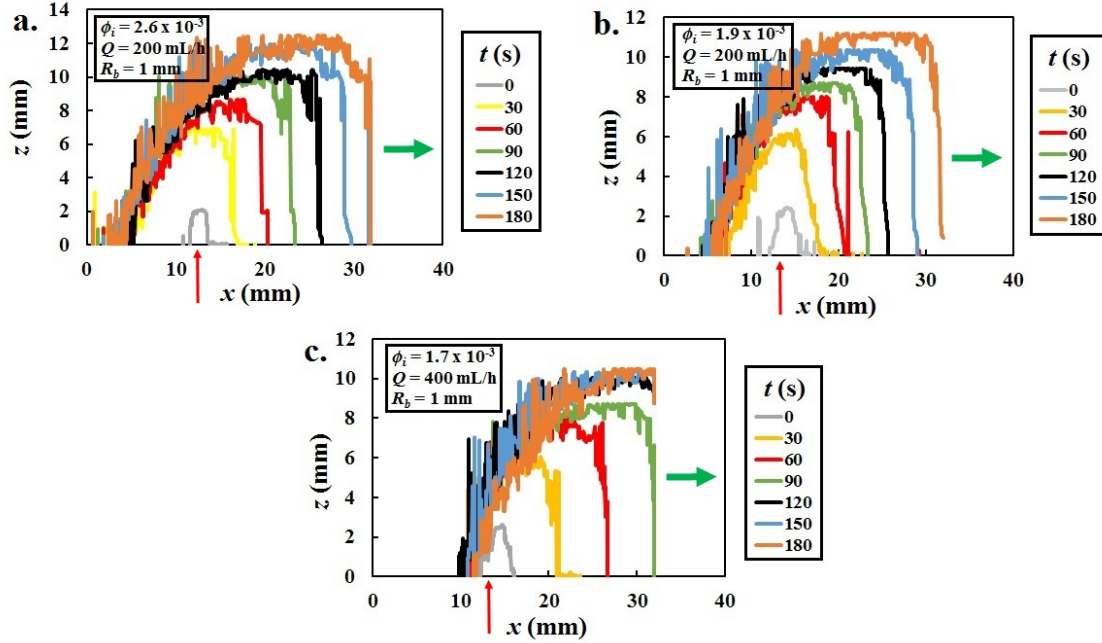 a.
ϕi = 2.6 x 10-3
Q = 200 mL/h
Rb = 1 mm
z (mm)
14
12
10
8
6
4
2
0
0
10
20
30
40
x (mm)
t (s)
0
30
60
90
120
150
180
b.
ϕi = 1.9 x 10-3
Q = 200 mL/h
Rb = 1 mm
z (mm)
12
10
8
6
4
2
0
0
10
20
30
40
x (mm)
t (s)
0
30
60
90
120
150
180
c.
ϕi = 1.7 x 10-3
Q = 400 mL/h
Rb = 1 mm
z (mm)
12
10
8
6
4
2
0
0
10
20
30
40
x (mm)
t (s)
0
30
60
90
120
150
180